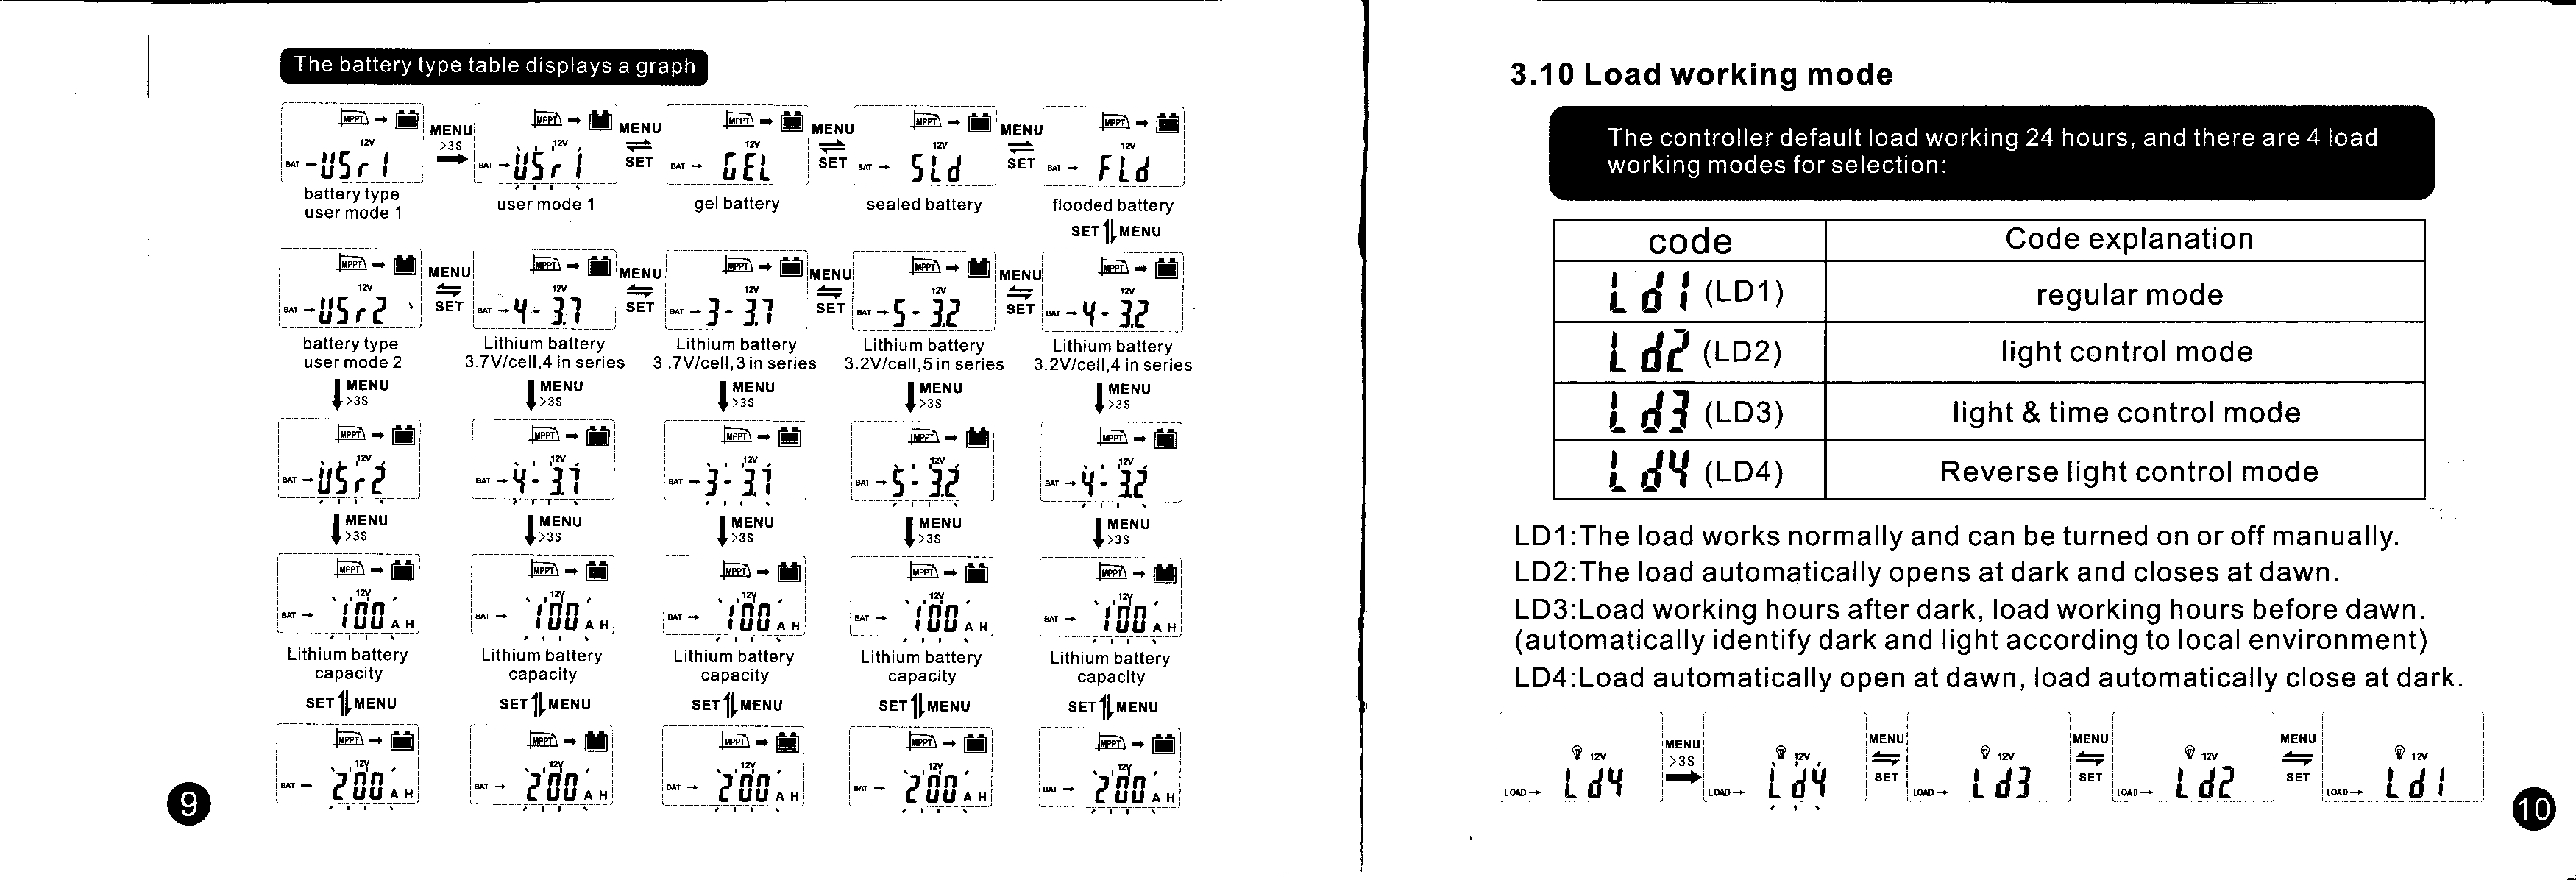 The battery type table displays a graph
MPPT MPPT MPPT MPPT MPPT
MENU >3S MENU SET MENU SET MENU SET
12V 12V 12V 12V 12V
BAT USr1 BAT USr1 BAT GEL BAT SLd BAT FLd
battery type user mode 1 user mode 1 gel battery sealed battery flooded battery
SET MENU
MPPT MPPT MPPT MPPT MPPT
MENU SET MENU SET MENU SET MENU SET
12V 12V 12V 12V 12V
BAT USr2 BAT 4-3.7 BAT 3-3.7 BAT 5-3.2 BAT 4-3.2
battery type Lithium battery Lithium battery Lithium battery Lithium battery
user mode 2 3.7V/cell,4 in series 3 .7V/cell,3 in series 3.2V/cell,5 in series 3.2V/cell,4 in series
MENU MENU MENU MENU MENU
>3S >3S >3S >3S >3S
MPPT MPPT MPPT MPPT MPPT
12V 12V 12V 12V 12V
BAT USr2 BAT 4-3.7 BAT 3-3.7 BAT 5-3.2 BAT 4-3.2
MENU MENU MENU MENU MENU
>3S >3S >3S >3S >3S
MPPT MPPT MPPT MPPT MPPT
12V 12V 12V 12V 12V
BAT 100 AH BAT 100 AH BAT 100 AH BAT 100 AH BAT 100 AH
Lithium battery Lithium battery Lithium battery Lithium battery Lithium battery
capacity capacity capacity capacity capacity
SET MENU SET MENU SET MENU SET MENU SET MENU
MPPT MPPT MPPT MPPT MPPT
12V 12V 12V 12V 12V
BAT 200 AH BAT 200 AH BAT 200 AH BAT 200 AH BAT 200 AH
9
3.10 Load working mode
The controller default load working 24 hours, and there are 4 load
working modes for selection:
code Code explanation
Ld1 (LD1) regular mode
Ld2 (LD2) light control mode
Ld3 (LD3) light & time control mode
Ld4 (LD4) Reverse light control mode
LD1:The load works normally and can be turned on or off manually.
LD2:The load automatically opens at dark and closes at dawn.
LD3:Load working hours after dark, load working hours before dawn.
(automatically identify dark and light according to local environment)
LD4:Load automatically open at dawn, load automatically close at dark.
MENU >3S MENU SET MENU SET MENU SET
12V 12V 12V 12V 12V
LOAD Ld4 LOAD Ld4 LOAD Ld3 LOAD Ld2 LOAD Ld1
10